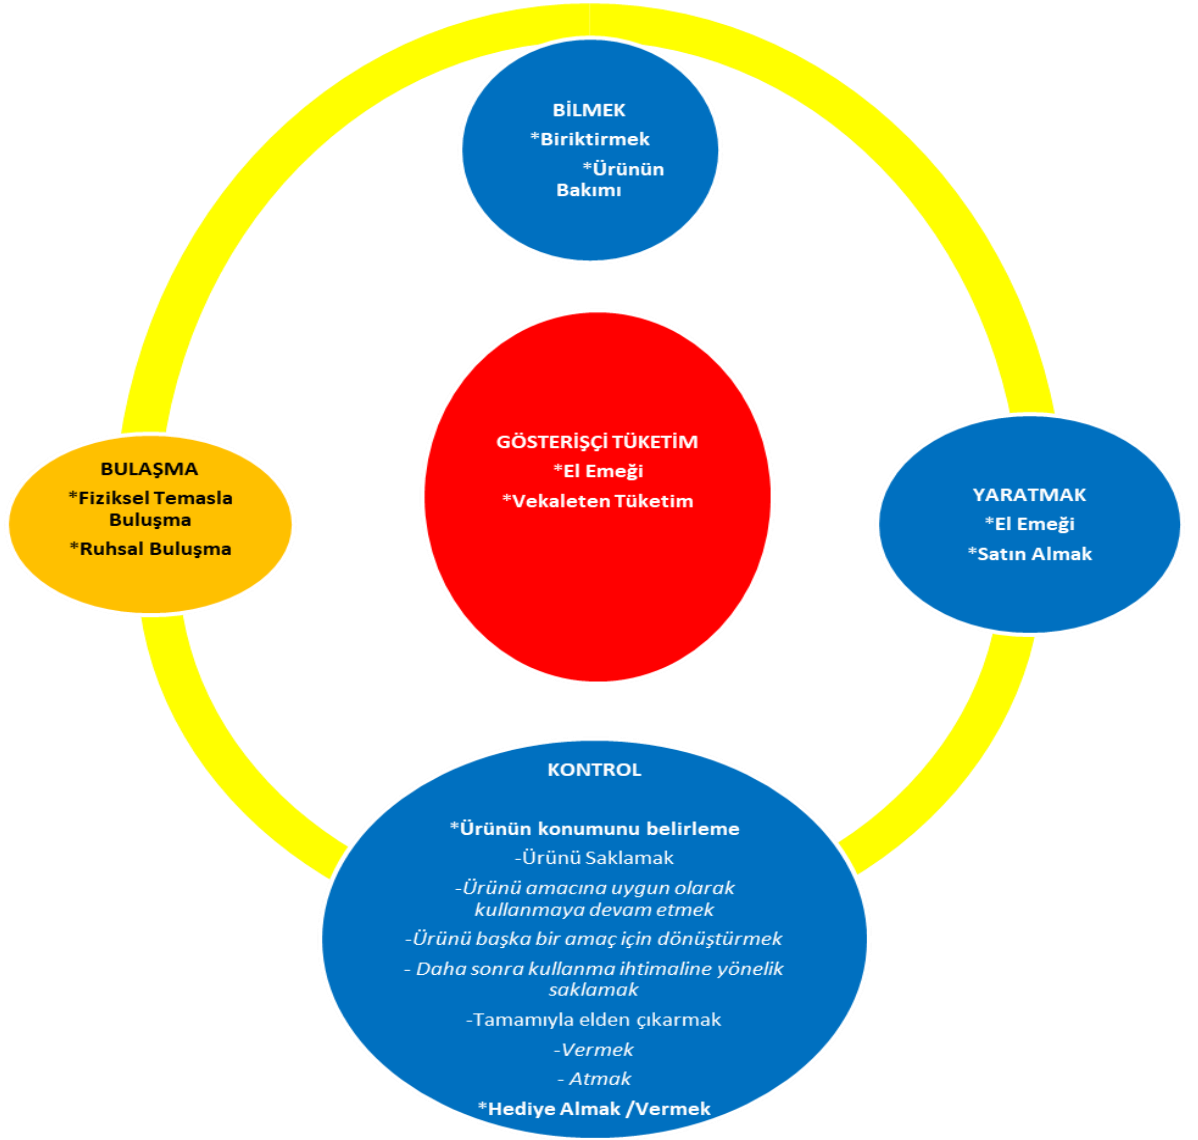 BİLMEK
*Biriktirmek
*Ürünün
Bakımı
GÖSTERİŞÇİ TÜKETİM
*El Emeği
*Vekaleten Tüketim
BULAŞMA
*Fiziksel Temasla
Buluşma
*Ruhsal Buluşma
YARATMAK
*El Emeği
*Satın Almak
KONTROL
*Ürünün konumunu belirleme
-Ürünü Saklamak
-Ürünü amacına uygun olarak
kullanmaya devam etmek
-Ürünü başka bir amaç için dönüştürmek
- Daha sonra kullanma ihtimaline yönelik
saklamak
-Tamamıyla elden çıkarmak
-Vermek
- Atmak
*Hediye Almak /Vermek